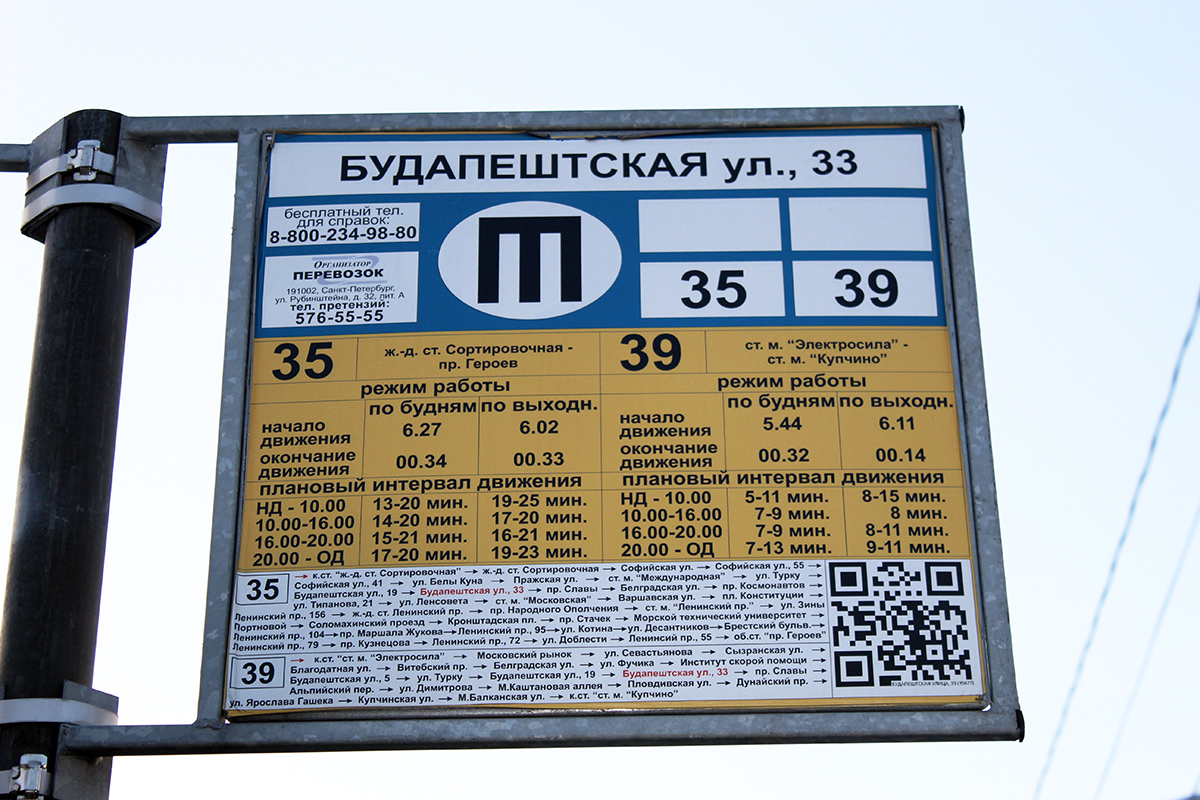 БУДАПЕШТСКАЯ ул., 33
бесплатный тел.
для справок:
8-800-234-98-80
Организатор
ПЕРЕВОЗОК
191002, Санкт-Петербург,
ул. Рубинштейна, д. 32, лит. А
тел. претензий:
576-55-55
Т
35 39
35 ж.-д. ст. Сортировочная -
пр. Героев
режим работы
по будням по выходн.
начало
движения 6.27 6.02
окончание
движения 00.34 00.33
плановый интервал движения
НД - 10.00 13-20 мин. 19-25 мин.
10.00-16.00 14-20 мин. 17-20 мин.
16.00-20.00 15-21 мин. 16-21 мин.
20.00 - ОД 17-20 мин. 19-23 мин.
39 ст. м. “Электросила” -
ст. м. “Купчино”
режим работы
по будням по выходн.
начало
движения 5.44 6.11
окончание
движения 00.32 00.14
плановый интервал движения
НД - 10.00 5-11 мин. 8-15 мин.
10.00-16.00 7-9 мин. 8 мин.
16.00-20.00 7-9 мин. 8-11 мин.
20.00 - ОД 7-13 мин. 9-11 мин.
35
→ к.ст. “ж.-д. ст. Сортировочная” → ж.-д. ст. Сортировочная → Софийская ул. → Софийская ул., 55 →
Софийская ул., 41 → ул. Белы Куна → Пражская ул. → ст. м “Международная” → ул. Турку →
Будапештская ул., 19 → Будапештская ул., 33 → пр. Славы → Белградская ул. → пр. Космонавтов →
ул. Типанова, 21 → ул. Ленсовета → ст. м. “Московская” → Варшавская ул. → пл. Конституции →
Ленинский пр., 156 → ж.-д. ст. Ленинский пр. → пр. Народного Ополчения → ст. м. “Ленинский пр.” → ул. Зины
Портновой → Соломахинский проезд → Кронштадская пл. → пр. Стачек → Морской технический университет →
Ленинский пр., 104→ пр. Маршала Жукова→Ленинский пр., 95→ул. Котина→ул. Десантников→Брестский бульв. →
Ленинский пр., 79 → пр. Кузнецова → Ленинский пр., 72 → ул. Доблести → Ленинсий пр., 55 → об.ст. “пр. Героев”
39
→ к.ст. “ст. м. “Электросила” → Московский рынок → ул. Севастьянова → Сызранская ул. →
Благодатная ул. → Витебский пр. → Белградская ул. → ул. Фучика → Институт скорой помощи →
Будапештская ул., 5 → ул. Турку → Будапештская ул., 19 → Будапештская ул., 33 → пр. Славы →
Альпийский пер. → ул. Димитрова → М.Каштановая аллея → Пловдивская ул. → Дунайский пр. →
ул. Ярослава Гашека → Купчинская ул. → М.Балканская ул. → к.ст. “ст. м. “Купчино”